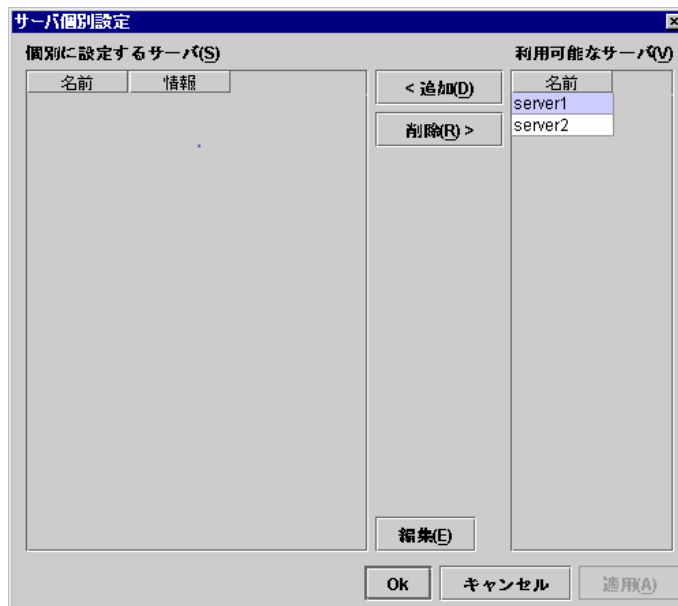 サーバ個別設定
個別に設定するサーバ(S)
利用可能なサーバ(V)
名前 情報
< 追加(D)
名前
server1
削除(R) >
server2
編集(E)
Ok キャンセル 適用(A)